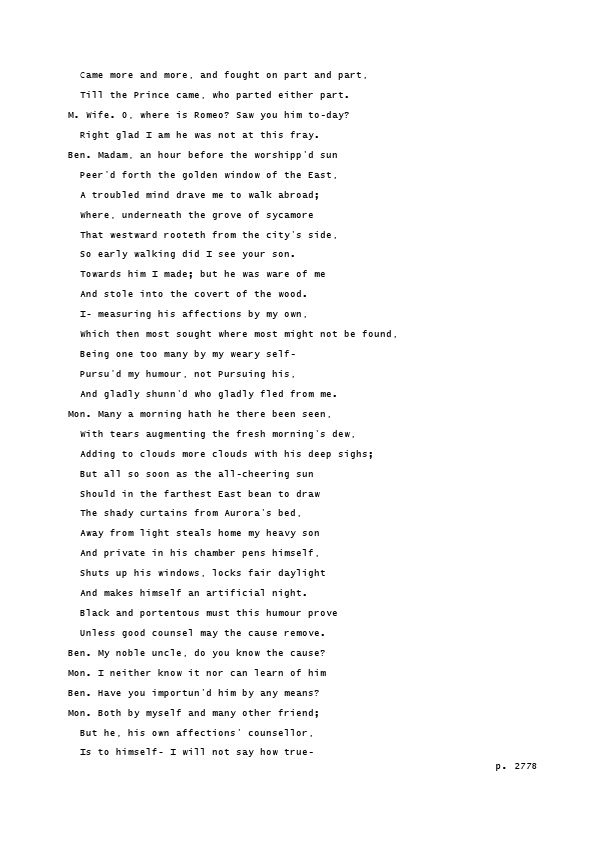 Came more and more, and fought on part and part,
Till the Prince came, who parted either part.
M. Wife. O, where is Romeo? Saw you him to-day?
Right glad I am he was not at this fray.
Ben. Madam, an hour before the worshipp'd sun
Peer'd forth the golden window of the East,
A troubled mind drave me to walk abroad;
Where, underneath the grove of sycamore
That westward rooteth from the city's side,
So early walking did I see your son.
Towards him I made; but he was ware of me
And stole into the covert of the wood.
I- measuring his affections by my own,
Which then most sought where most might not be found,
Being one too many by my weary self-
Pursu'd my humour, not Pursuing his,
And gladly shunn'd who gladly fled from me.
Mon. Many a morning hath he there been seen,
With tears augmenting the fresh morning's dew,
Adding to clouds more clouds with his deep sighs;
But all so soon as the all-cheering sun
Should in the farthest East bean to draw
The shady curtains from Aurora's bed,
Away from light steals home my heavy son
And private in his chamber pens himself,
Shuts up his windows, locks fair daylight
And makes himself an artificial night.
Black and portentous must this humour prove
Unless good counsel may the cause remove.
Ben. My noble uncle, do you know the cause?
Mon. I neither know it nor can learn of him
Ben. Have you importun'd him by any means?
Mon. Both by myself and many other friend;
But he, his own affections' counsellor,
Is to himself- I will not say how true-
p. 2778